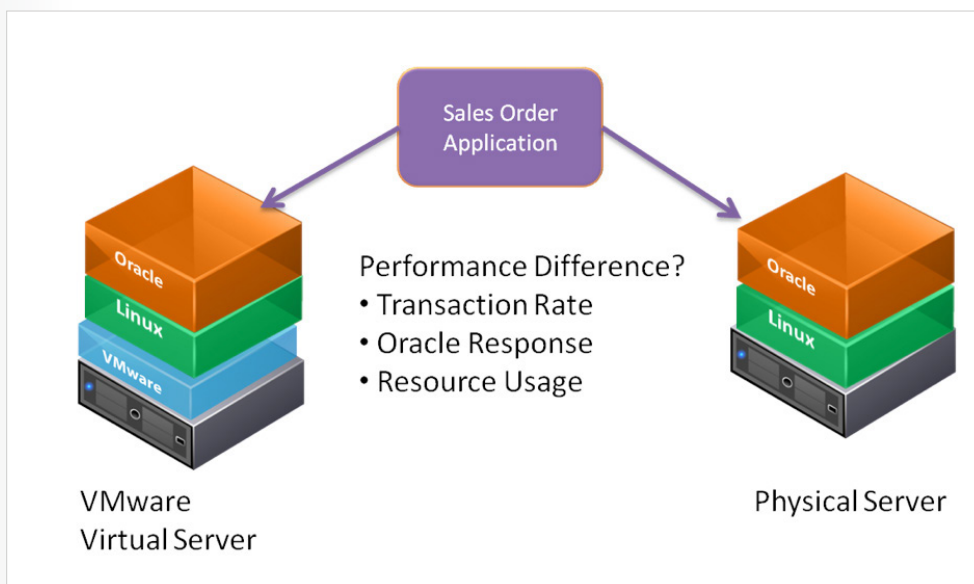 Sales Order
Application
Oracle
Linux
VMware
Performance Difference?
• Transaction Rate
• Oracle Response
• Resource Usage
Oracle
Linux
VMware
Virtual Server
Physical Server